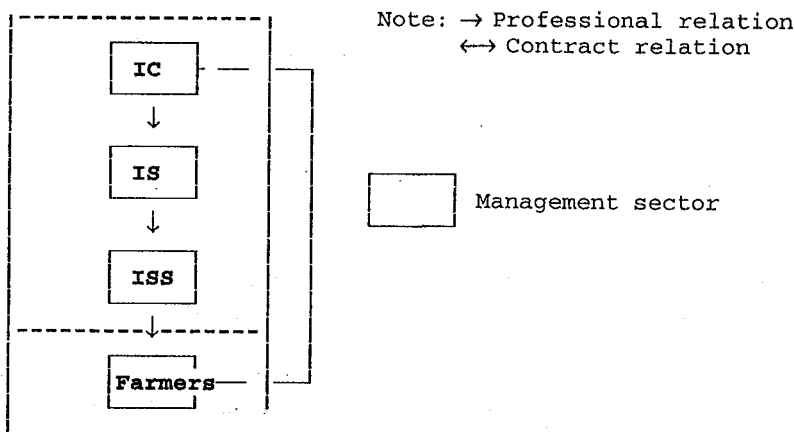 Note: → Professional relation
←→ Contract relation
IC
IS
ISS
Farmers
Management sector